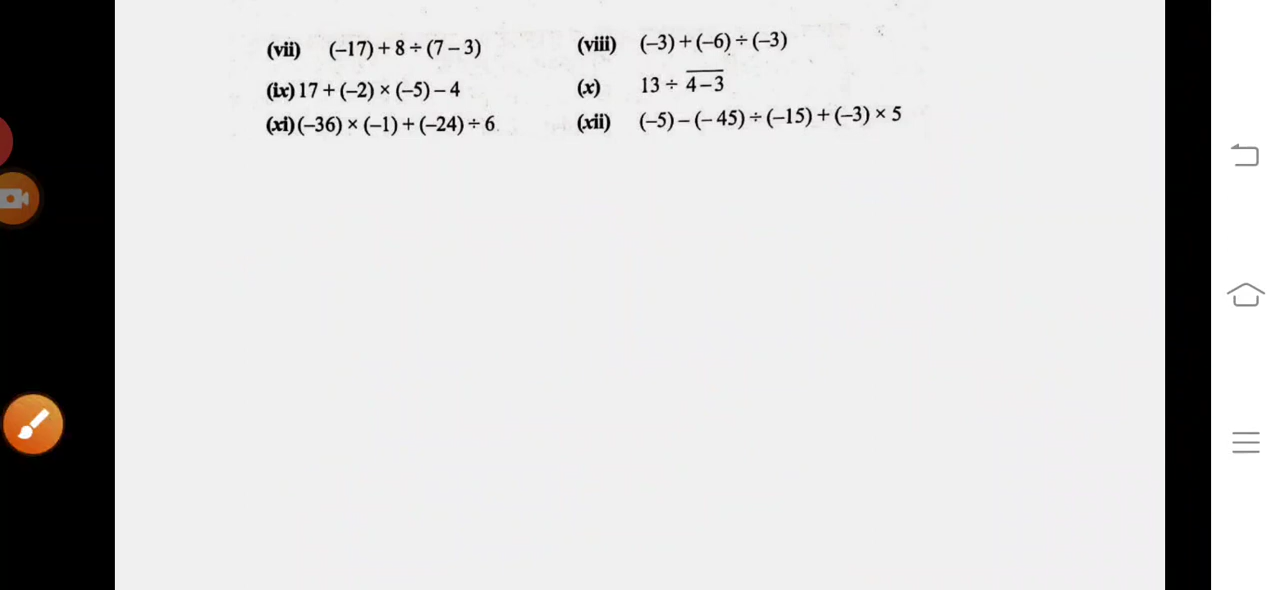 (vii) (–17) + 8 ÷ (7 – 3) (viii) (–3) + (–6) ÷ (–3)
(ix) 17 + (–2) × (–5) – 4 (x) 13 ÷ 4̅ ̅–̅ ̅3̅
(xi) (–36) × (–1) + (–24) ÷ 6 (xii) (–5) – (– 45) ÷ (–15) + (–3) × 5